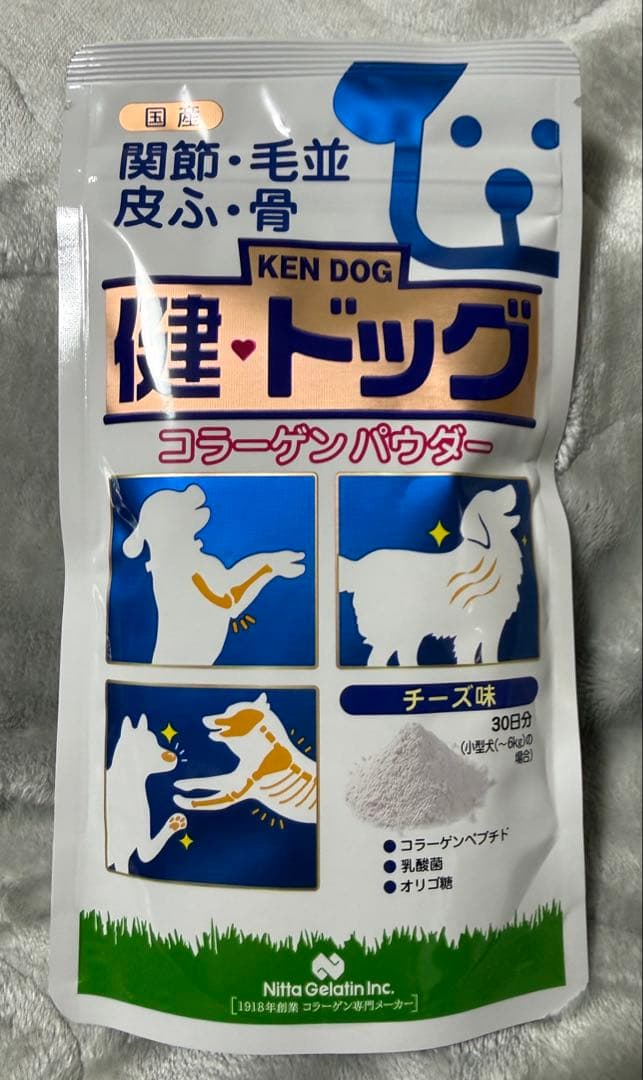 国産
関節・毛並
皮ふ・骨
KEN DOG
健♥ドッグ
コラーゲンパウダー
チーズ味
30日分
(小型犬(～6kg)の
場合)
●コラーゲンペプチド
●乳酸菌
●オリゴ糖
Nitta Gelatin Inc.
[1918年創業 コラーゲン専門メーカー]